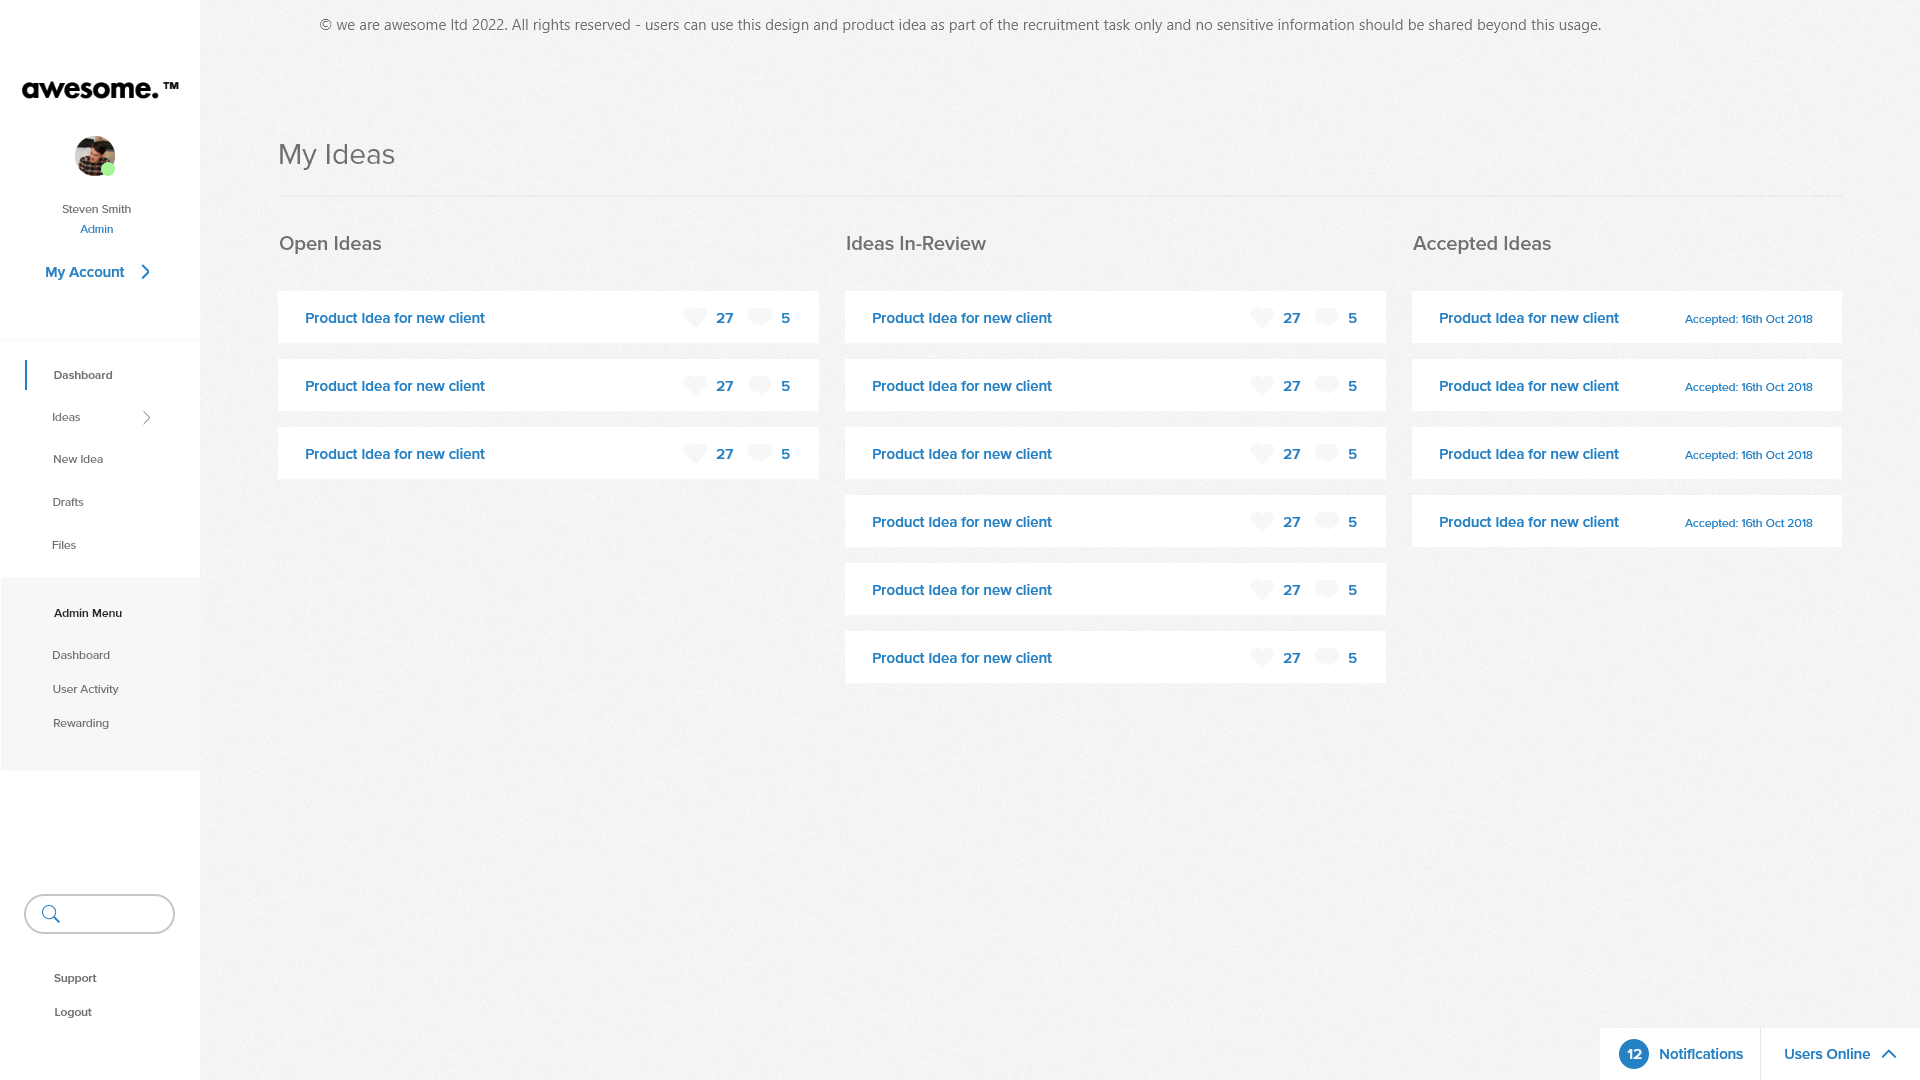 © we are awesome ltd 2022. All rights reserved - users can use this design and product idea as part of the recruitment task only and no sensitive information should be shared beyond this usage.
awesome.™
Steven Smith
Admin
My Account
Dashboard
Ideas
New Idea
Drafts
Files
Admin Menu
Dashboard
User Activity
Rewarding
Support
Logout
My Ideas
Open Ideas
Product Idea for new client 27 5
Product Idea for new client 27 5
Product Idea for new client 27 5
Ideas In-Review
Product Idea for new client 27 5
Product Idea for new client 27 5
Product Idea for new client 27 5
Product Idea for new client 27 5
Product Idea for new client 27 5
Product Idea for new client 27 5
Accepted Ideas
Product Idea for new client Accepted: 16th Oct 2018
Product Idea for new client Accepted: 16th Oct 2018
Product Idea for new client Accepted: 16th Oct 2018
Product Idea for new client Accepted: 16th Oct 2018
12 Notifications
Users Online